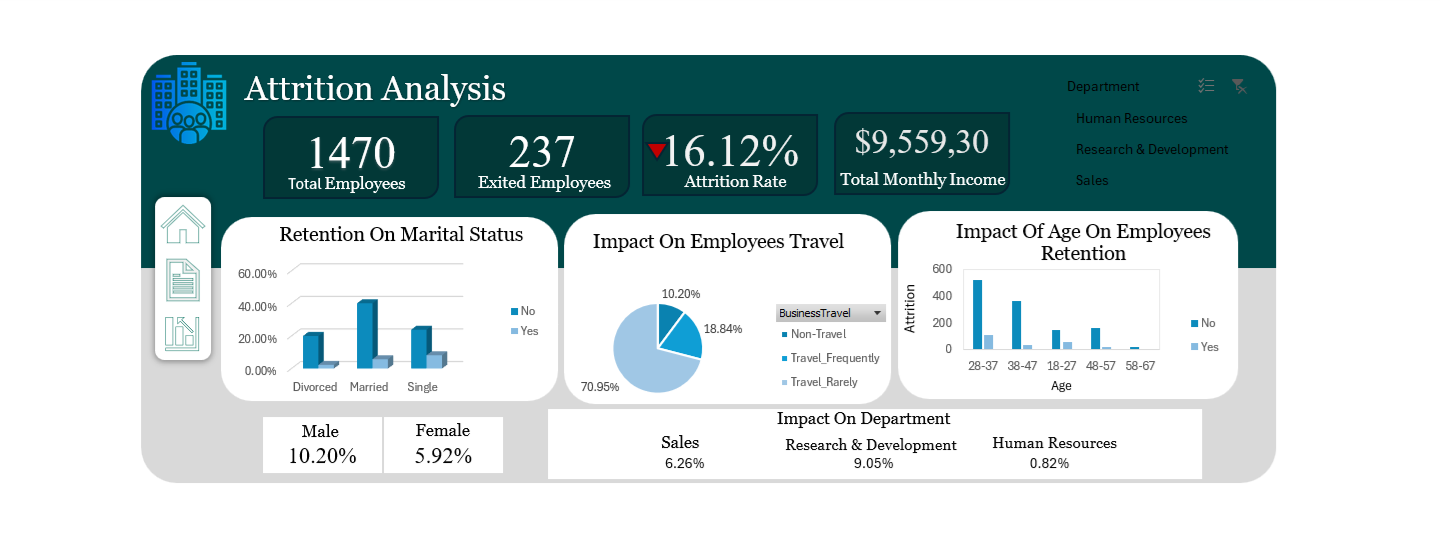 Attrition Analysis
Department
Human Resources
Research & Development
Sales
1470
Total Employees
237
Exited Employees
16.12%
Attrition Rate
$9,559,30
Total Monthly Income
Retention On Marital Status
60.00%
40.00%
20.00%
0.00%
Divorced Married Single
No
Yes
Impact On Employees Travel
10.20%
18.84%
70.95%
BusinessTravel
Non-Travel
Travel_Frequently
Travel_Rarely
Impact Of Age On Employees
Retention
Attrition
600
400
200
0
28-37 38-47 18-27 48-57 58-67
Age
No
Yes
Male
10.20%
Female
5.92%
Impact On Department
Sales
6.26%
Research & Development
9.05%
Human Resources
0.82%